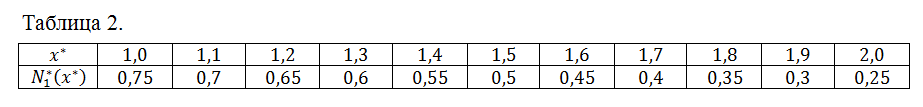 Таблица 2.
x* 1,0 1,1 1,2 1,3 1,4 1,5 1,6 1,7 1,8 1,9 2,0
N₁*(x*) 0,75 0,7 0,65 0,6 0,55 0,5 0,45 0,4 0,35 0,3 0,25